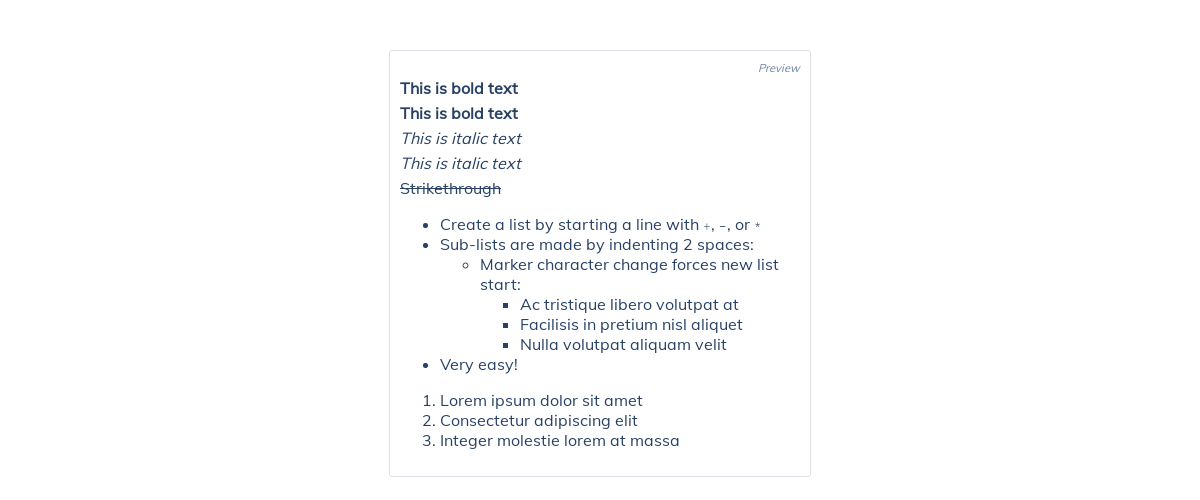 Preview
This is bold text
This is bold text
This is italic text
This is italic text
Strikethrough
• Create a list by starting a line with +, -, or *
• Sub-lists are made by indenting 2 spaces:
◦ Marker character change forces new list
start:
▪ Ac tristique libero volutpat at
▪ Facilisis in pretium nisl aliquet
▪ Nulla volutpat aliquam velit
• Very easy!
1. Lorem ipsum dolor sit amet
2. Consectetur adipiscing elit
3. Integer molestie lorem at massa